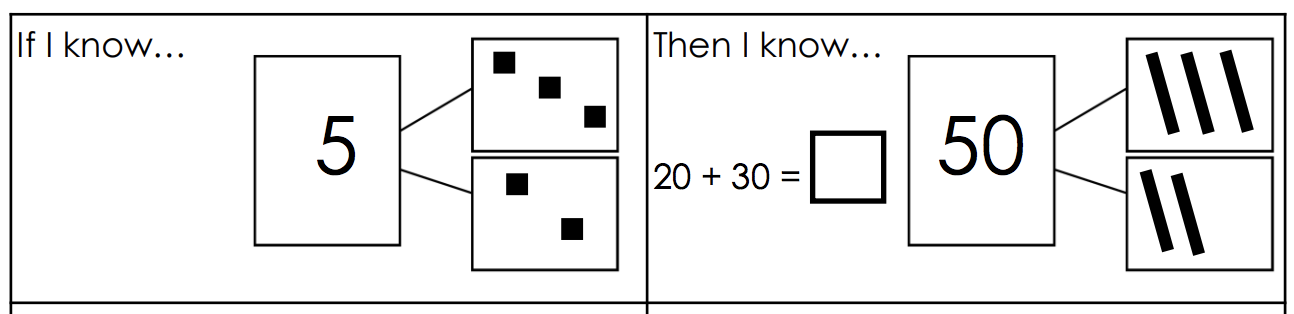 If I know…
5
Then I know…
20 + 30 =
50